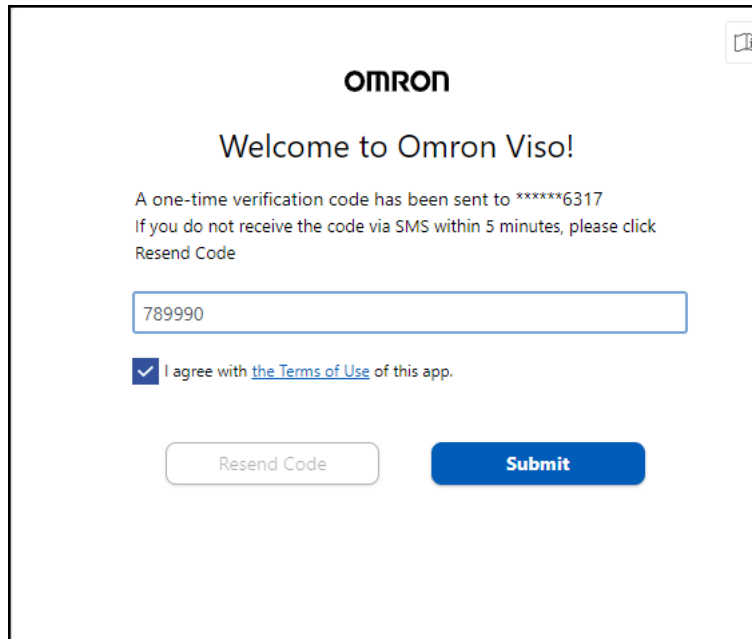 OMRON
Welcome to Omron Viso!
A one-time verification code has been sent to ******6317
If you do not receive the code via SMS within 5 minutes, please click
Resend Code
789990
I agree with the Terms of Use of this app.
Resend Code
Submit